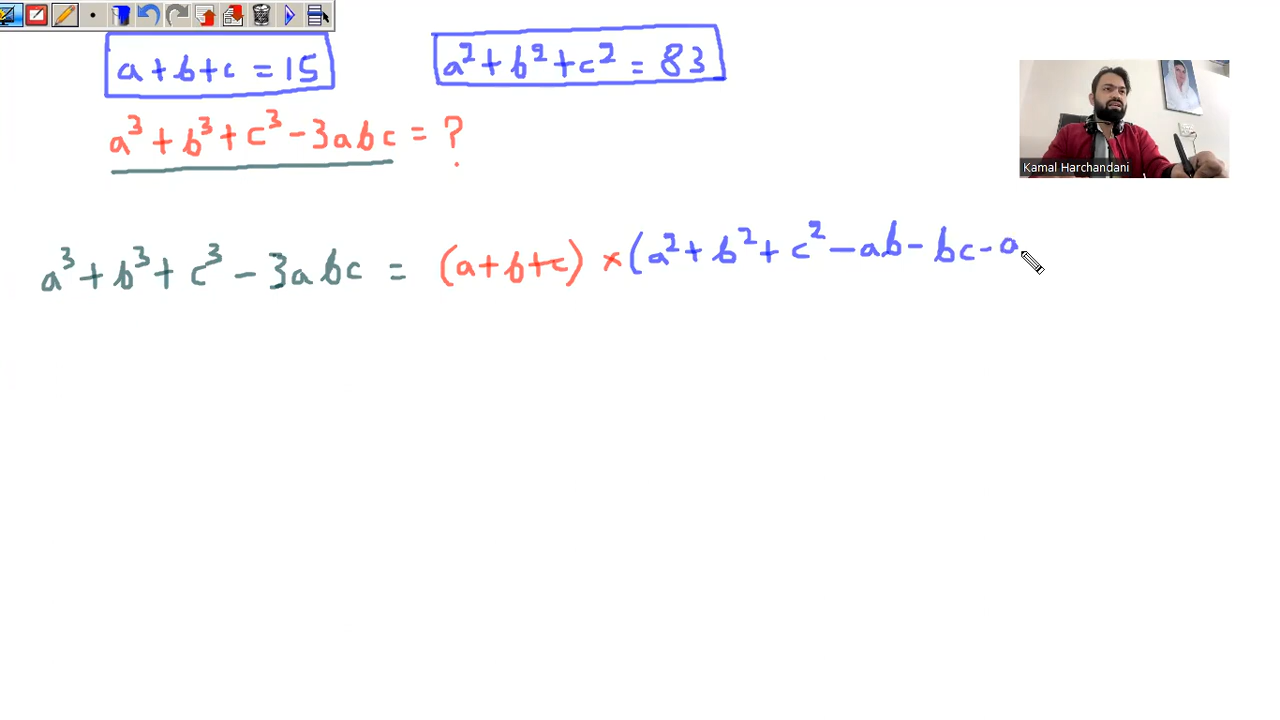 a+b+c = 15
a² + b² + c² = 83
a³ + b³ + c³ - 3abc = ?
Kamal Harchandani
a³ + b³ + c³ - 3abc = (a+b+c) × (a² + b² + c² - ab - bc - a